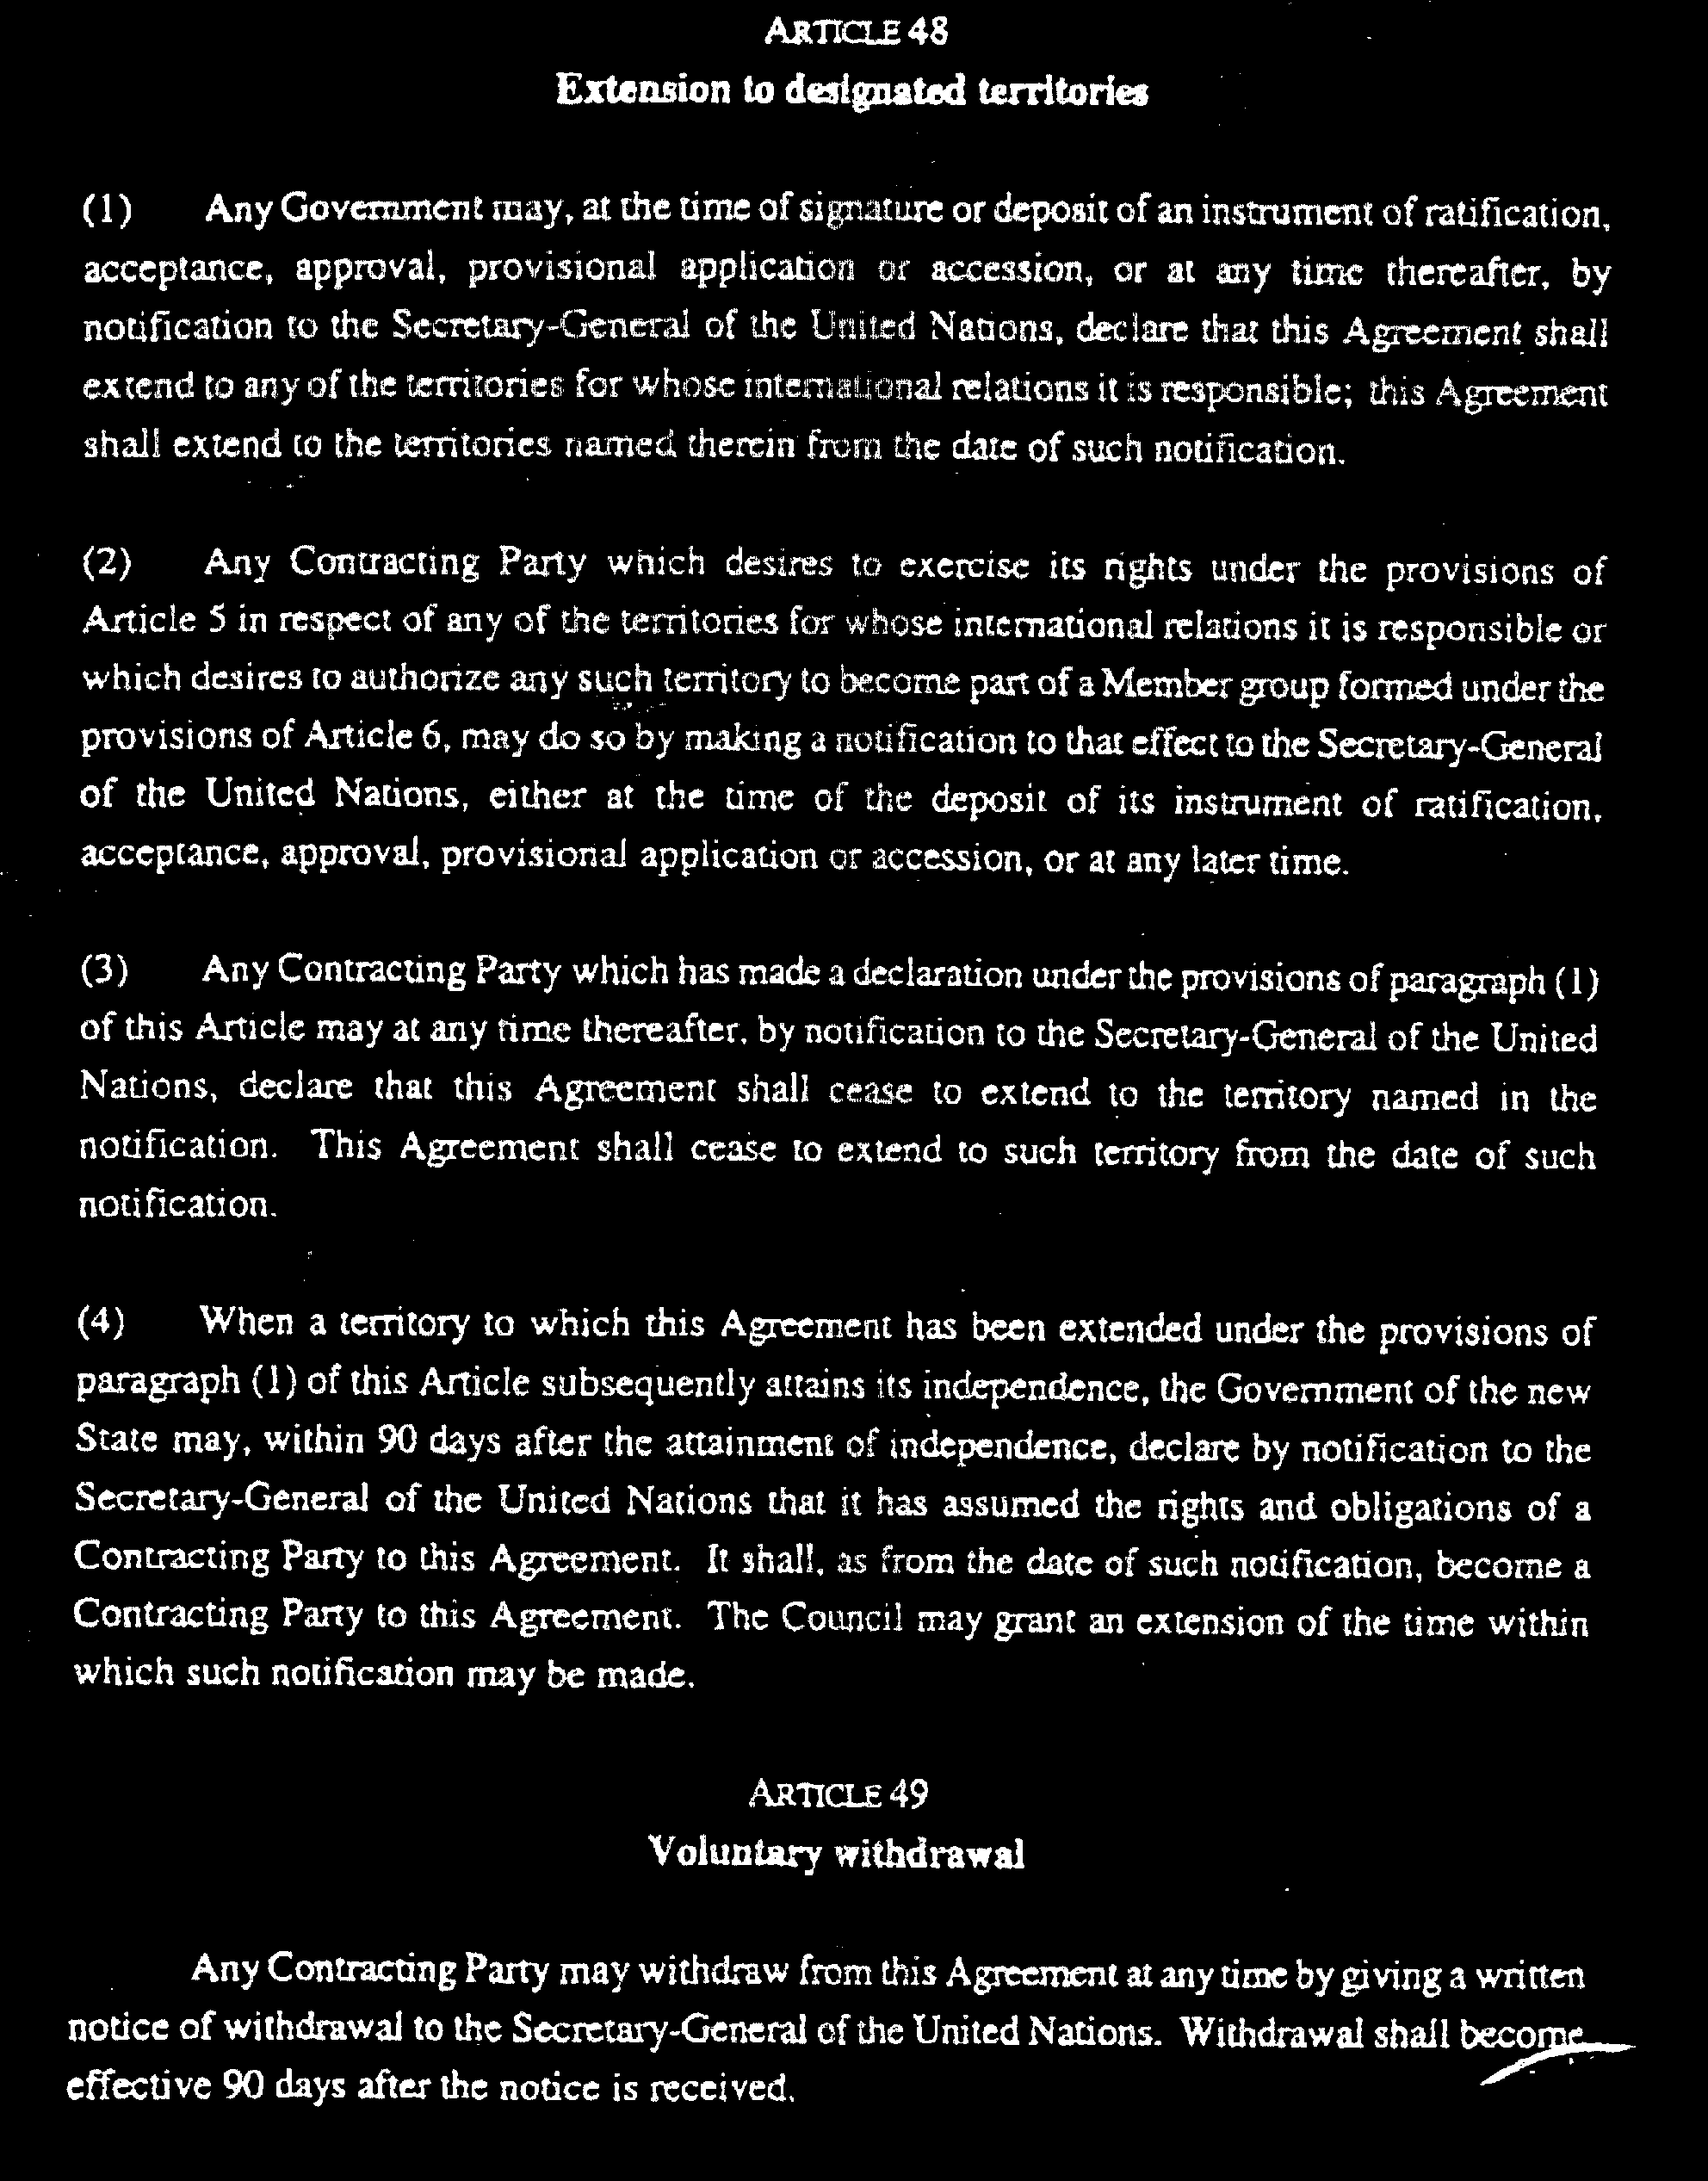 ARTICLE 48
Extension to designated territories
(1) Any Government may, at the time of signature or deposit of an instrument of ratification,
acceptance, approval, provisional application or accession, or at any time thereafter, by
notification to the Secretary-General of the United Nations, declare that this Agreement shall
extend to any of the territories for whose international relations it is responsible; this Agreement
shall extend to the territories named therein from the date of such notification.
(2) Any Contracting Party which desires to exercise its rights under the provisions of
Article 5 in respect of any of the territories for whose international relations it is responsible or
which desires to authorize any such territory to become part of a Member group formed under the
provisions of Article 6, may do so by making a notification to that effect to the Secretary-General
of the United Nations, either at the time of the deposit of its instrument of ratification,
acceptance, approval, provisional application or accession, or at any later time.
(3) Any Contracting Party which has made a declaration under the provisions of paragraph (1)
of this Article may at any time thereafter, by notification to the Secretary-General of the United
Nations, declare that this Agreement shall cease to extend to the territory named in the
notification. This Agreement shall cease to extend to such territory from the date of such
notification.
(4) When a territory to which this Agreement has been extended under the provisions of
paragraph (1) of this Article subsequently attains its independence, the Government of the new
State may, within 90 days after the attainment of independence, declare by notification to the
Secretary-General of the United Nations that it has assumed the rights and obligations of a
Contracting Party to this Agreement. It shall, as from the date of such notification, become a
Contracting Party to this Agreement. The Council may grant an extension of the time within
which such notification may be made.
ARTICLE 49
Voluntary withdrawal
Any Contracting Party may withdraw from this Agreement at any time by giving a written
notice of withdrawal to the Secretary-General of the United Nations. Withdrawal shall become
effective 90 days after the notice is received.